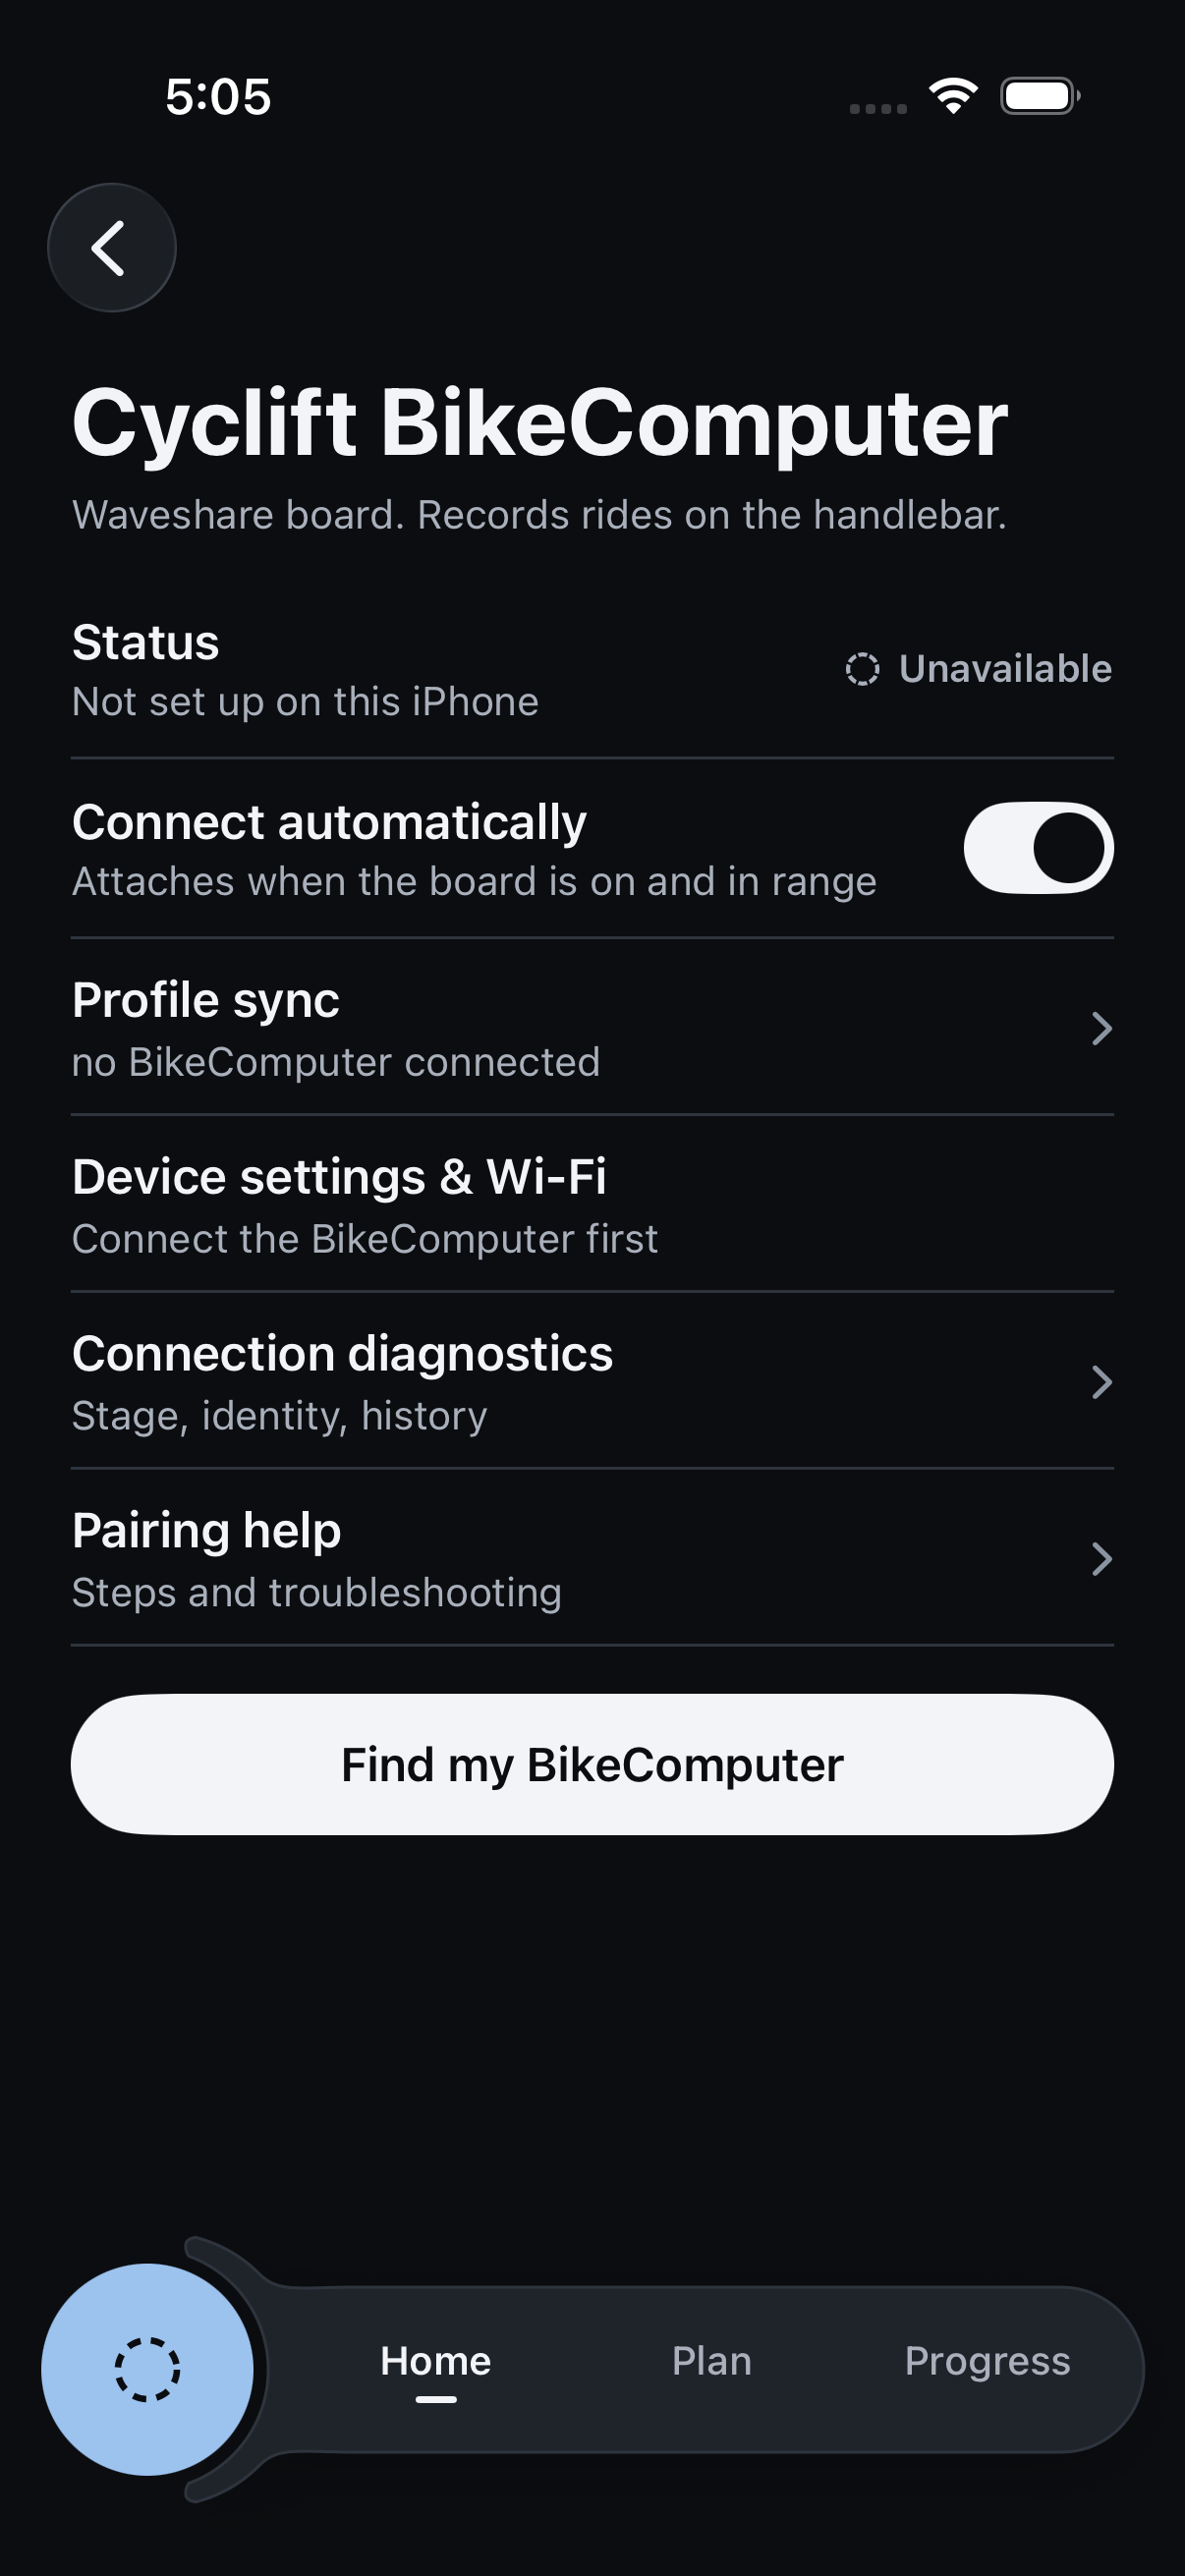 5:05
Cyclift BikeComputer
Waveshare board. Records rides on the handlebar.
Status
Not set up on this iPhone
Unavailable
Connect automatically
Attaches when the board is on and in range
Profile sync
no BikeComputer connected
Device settings & Wi-Fi
Connect the BikeComputer first
Connection diagnostics
Stage, identity, history
Pairing help
Steps and troubleshooting
Find my BikeComputer
Home Plan Progress